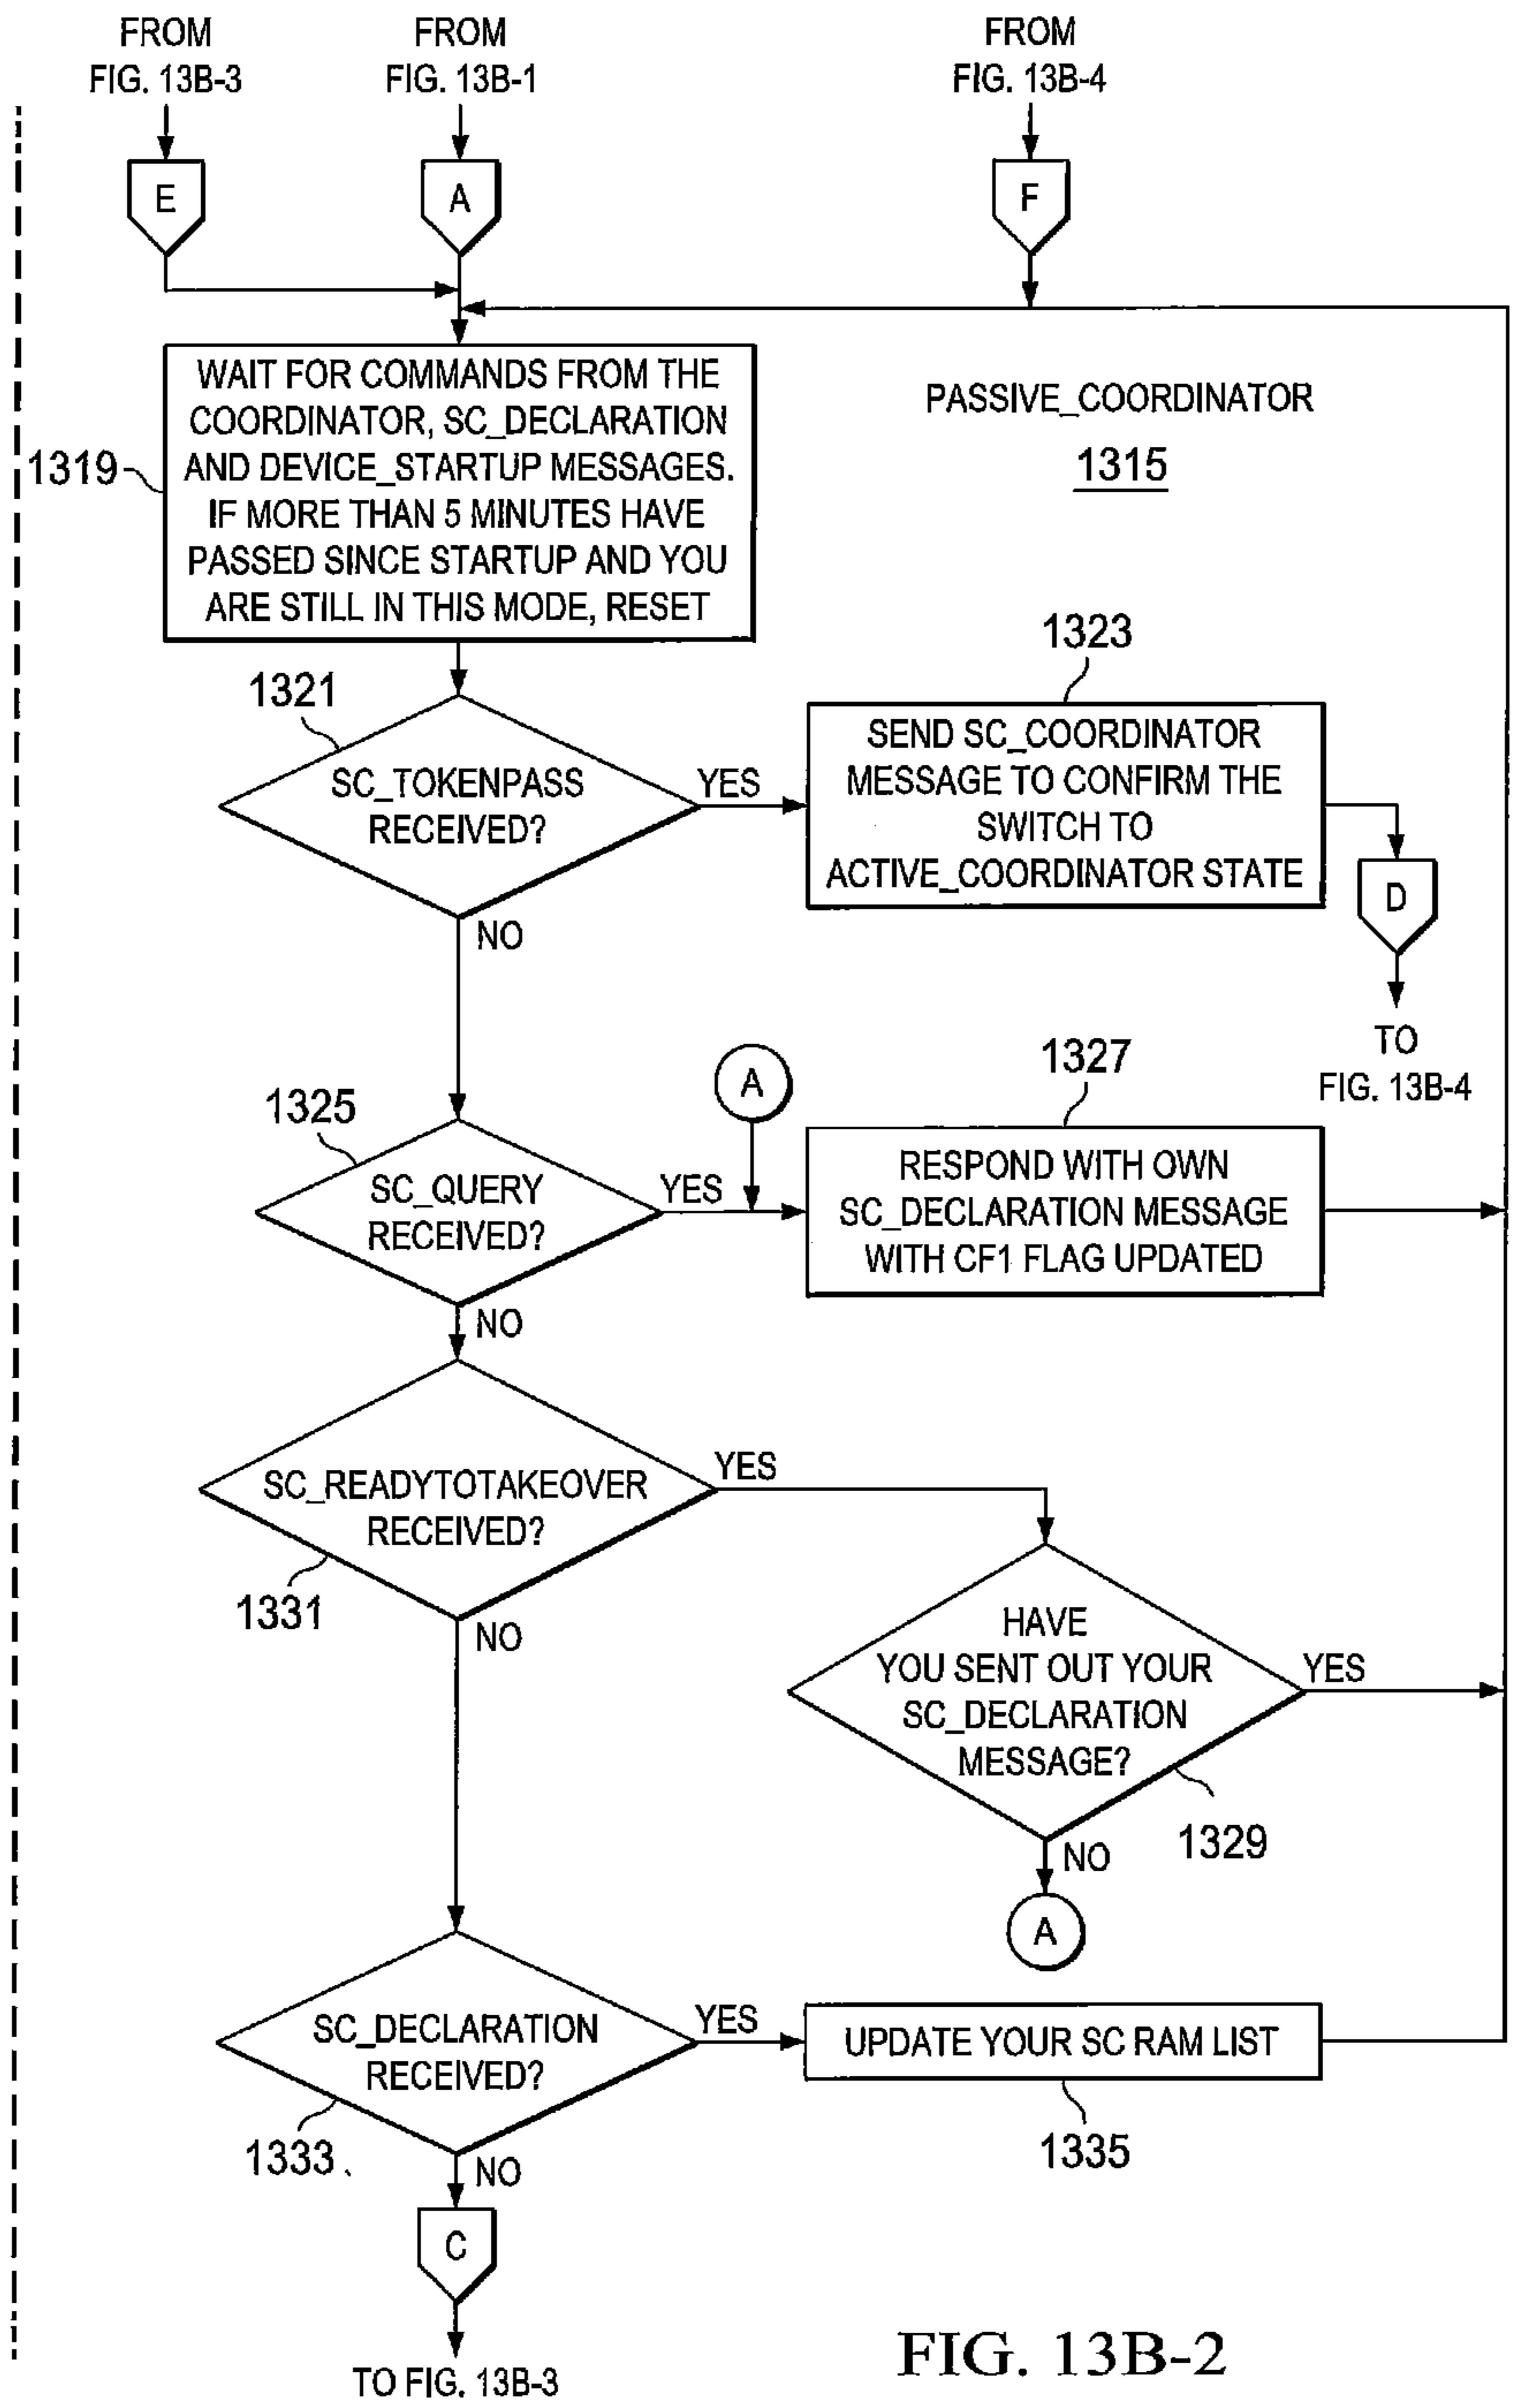 FROM
FIG. 13B-3
FROM
FIG. 13B-1
FROM
FIG. 13B-4
E
A
F
WAIT FOR COMMANDS FROM THE
COORDINATOR, SC_DECLARATION
AND DEVICE_STARTUP MESSAGES.
IF MORE THAN 5 MINUTES HAVE
PASSED SINCE STARTUP AND YOU
ARE STILL IN THIS MODE, RESET
1319
PASSIVE_COORDINATOR
1315
1321
SC_TOKENPASS
RECEIVED?
YES
NO
1323
SEND SC_COORDINATOR
MESSAGE TO CONFIRM THE
SWITCH TO
ACTIVE_COORDINATOR STATE
D
TO
FIG. 13B-4
1325
SC_QUERY
RECEIVED?
YES
NO
A
1327
RESPOND WITH OWN
SC_DECLARATION MESSAGE
WITH CF1 FLAG UPDATED
SC_READYTOTAKEOVER
RECEIVED?
YES
1331
NO
HAVE
YOU SENT OUT YOUR
SC_DECLARATION
MESSAGE?
YES
1329
NO
A
SC_DECLARATION
RECEIVED?
YES
1333
NO
UPDATE YOUR SC RAM LIST
1335
C
TO FIG. 13B-3
FIG. 13B-2